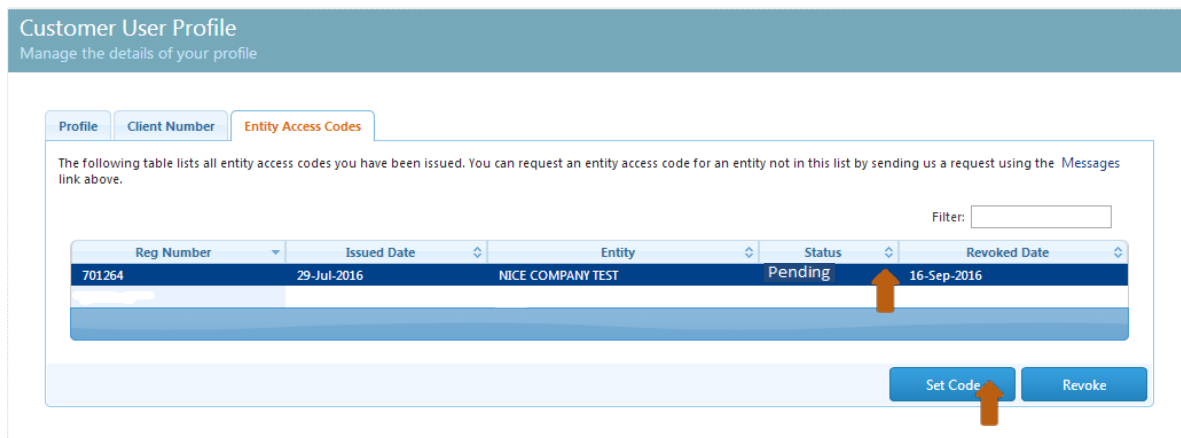 Customer User Profile
Manage the details of your profile
Profile Client Number Entity Access Codes
The following table lists all entity access codes you have been issued. You can request an entity access code for an entity not in this list by sending us a request using the Messages
link above.
Filter:
Reg Number Issued Date Entity Status Revoked Date
701264 29-Jul-2016 NICE COMPANY TEST Pending 16-Sep-2016
Set Code Revoke